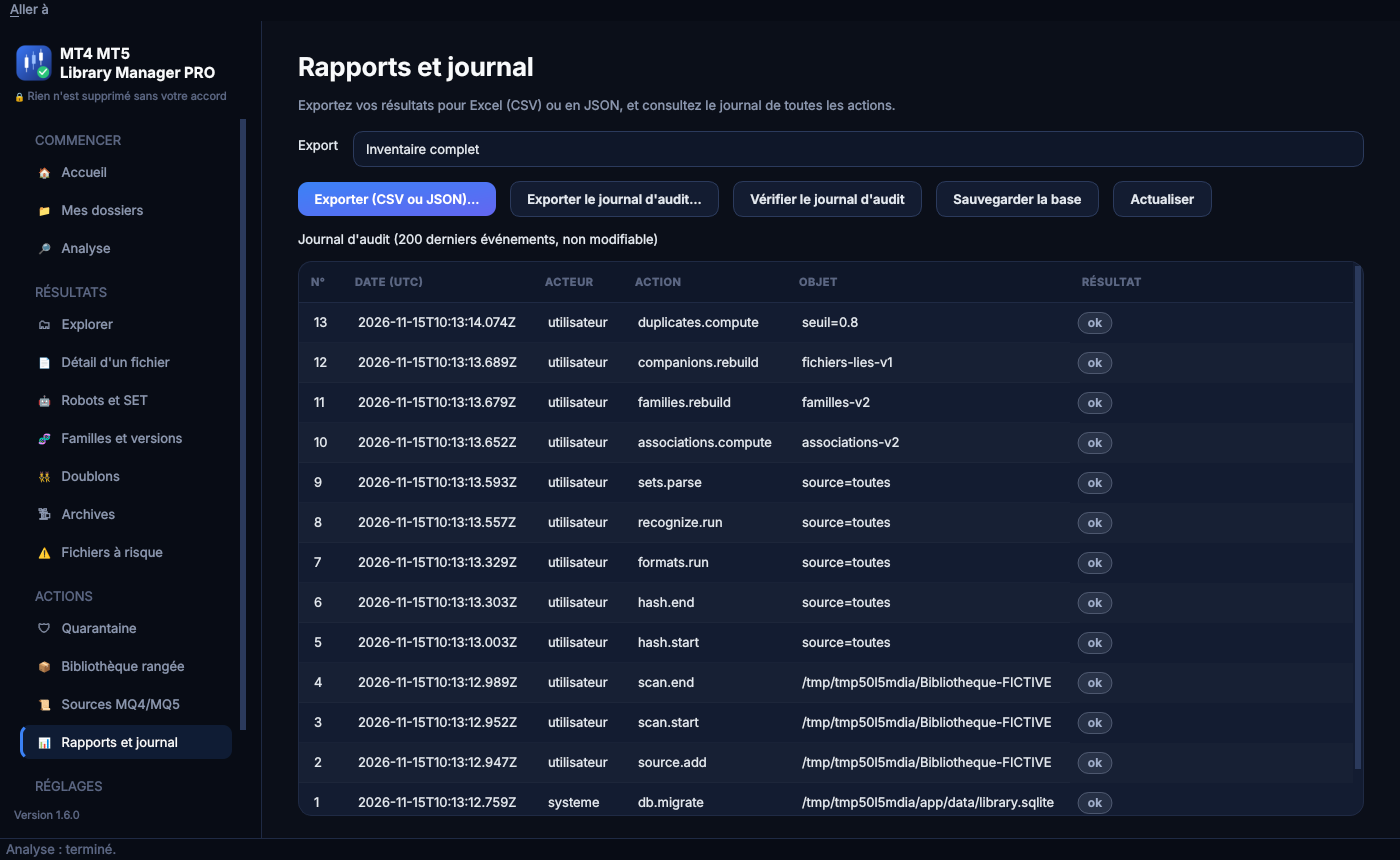 Aller à
MT4 MT5
Library Manager PRO
Rien n'est supprimé sans votre accord
COMMENCER
Accueil
Mes dossiers
Analyse
RÉSULTATS
Explorer
Détail d'un fichier
Robots et SET
Familles et versions
Doublons
Archives
Fichiers à risque
ACTIONS
Quarantaine
Bibliothèque rangée
Sources MQ4/MQ5
Rapports et journal
RÉGLAGES
Version 1.6.0
Rapports et journal
Exportez vos résultats pour Excel (CSV) ou en JSON, et consultez le journal de toutes les actions.
Export Inventaire complet
Exporter (CSV ou JSON)... Exporter le journal d'audit... Vérifier le journal d'audit Sauvegarder la base Actualiser
Journal d'audit (200 derniers événements, non modifiable)
N° DATE (UTC) ACTEUR ACTION OBJET RÉSULTAT
13 2026-11-15T10:13:14.074Z utilisateur duplicates.compute seuil=0.8 ok
12 2026-11-15T10:13:13.689Z utilisateur companions.rebuild fichiers-lies-v1 ok
11 2026-11-15T10:13:13.679Z utilisateur families.rebuild familles-v2 ok
10 2026-11-15T10:13:13.652Z utilisateur associations.compute associations-v2 ok
9 2026-11-15T10:13:13.593Z utilisateur sets.parse source=toutes ok
8 2026-11-15T10:13:13.557Z utilisateur recognize.run source=toutes ok
7 2026-11-15T10:13:13.329Z utilisateur formats.run source=toutes ok
6 2026-11-15T10:13:13.303Z utilisateur hash.end source=toutes ok
5 2026-11-15T10:13:13.003Z utilisateur hash.start source=toutes ok
4 2026-11-15T10:13:12.989Z utilisateur scan.end /tmp/tmp50l5mdia/Bibliotheque-FICTIVE ok
3 2026-11-15T10:13:12.952Z utilisateur scan.start /tmp/tmp50l5mdia/Bibliotheque-FICTIVE ok
2 2026-11-15T10:13:12.947Z utilisateur source.add /tmp/tmp50l5mdia/Bibliotheque-FICTIVE ok
1 2026-11-15T10:13:12.759Z systeme db.migrate /tmp/tmp50l5mdia/app/data/library.sqlite ok
Analyse : terminé.